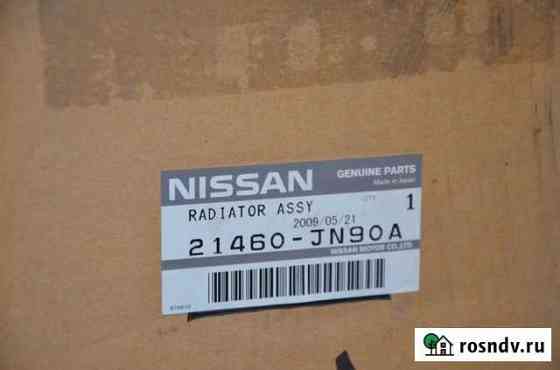 NISSAN
GENUINE PARTS
Made in Japan
RADIATOR ASSY
QTY 1
2009/05/21
21460-JN90A
NISSAN MOTOR CO.,LTD.
rosndv.ru